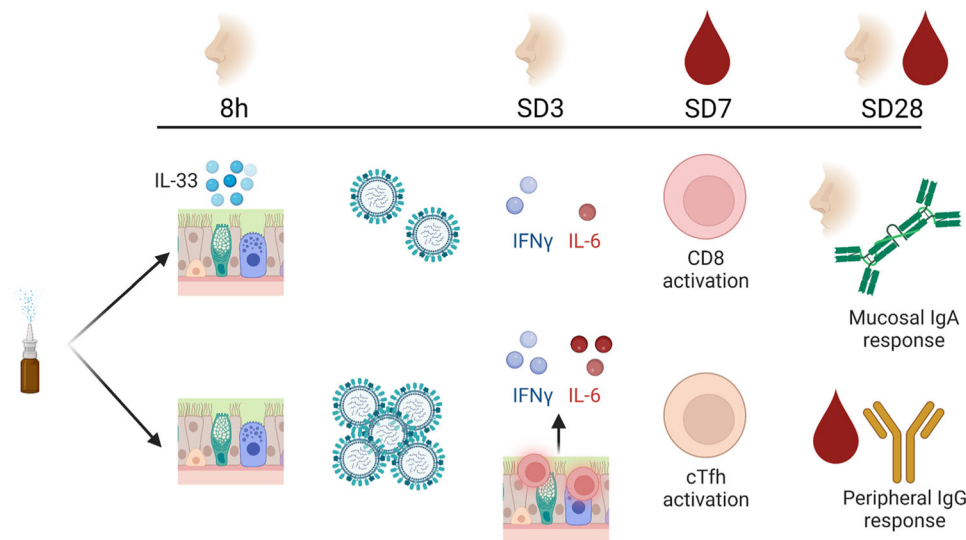 8h
SD3
SD7
SD28
IL-33
IFNγ
IL-6
CD8
activation
Mucosal IgA
response
IFNγ
IL-6
cTfh
activation
Peripheral IgG
response